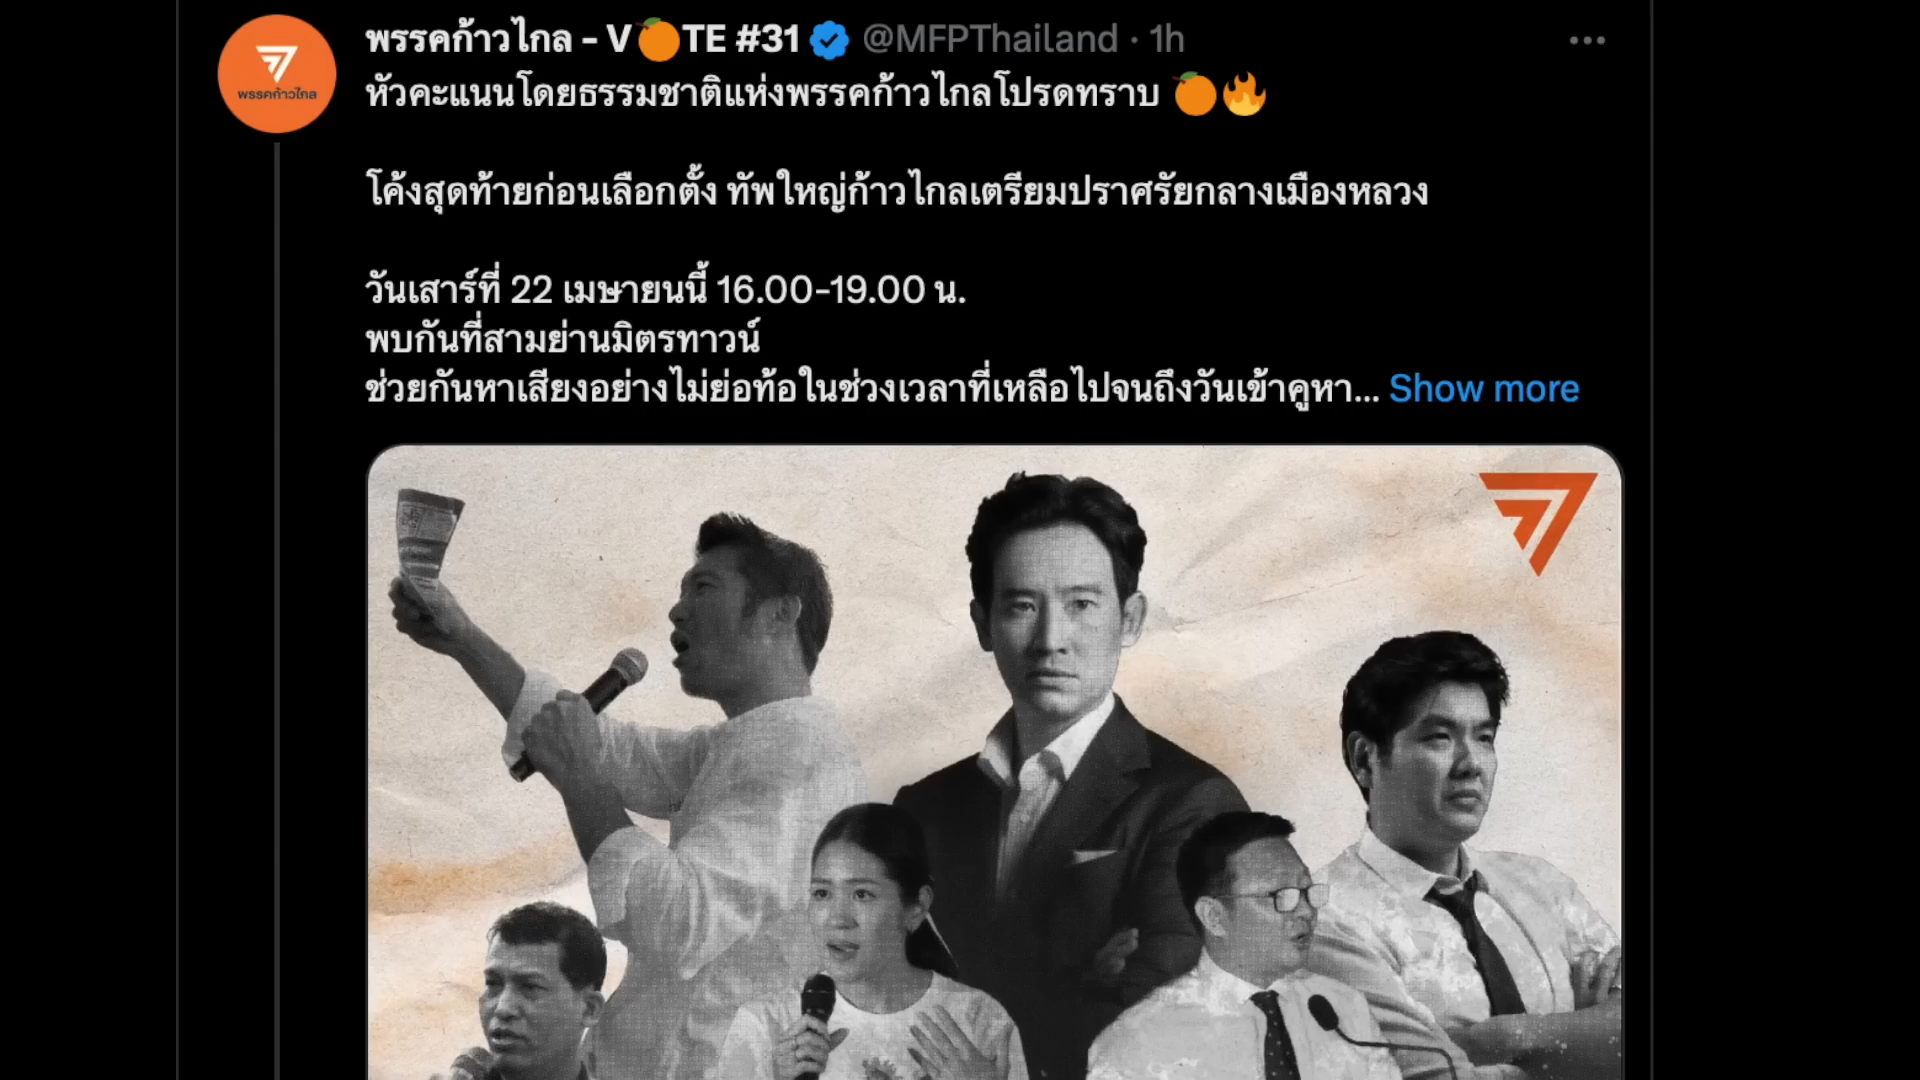 พรรคก้าวไกล - V🍊TE #31 @MFPThailand · 1h
พรรคก้าวไกล
หัวคะแนนโดยธรรมชาติแห่งพรรคก้าวไกลโปรดทราบ 🍊🔥
โค้งสุดท้ายก่อนเลือกตั้ง ทัพใหญ่ก้าวไกลเตรียมปราศรัยกลางเมืองหลวง
วันเสาร์ที่ 22 เมษายนนี้ 16.00-19.00 น.
พบกันที่สามย่านมิตรทาวน์
ช่วยกันหาเสียงอย่างไม่ย่อท้อในช่วงเวลาที่เหลือไปจนถึงวันเข้าคูหา... Show more